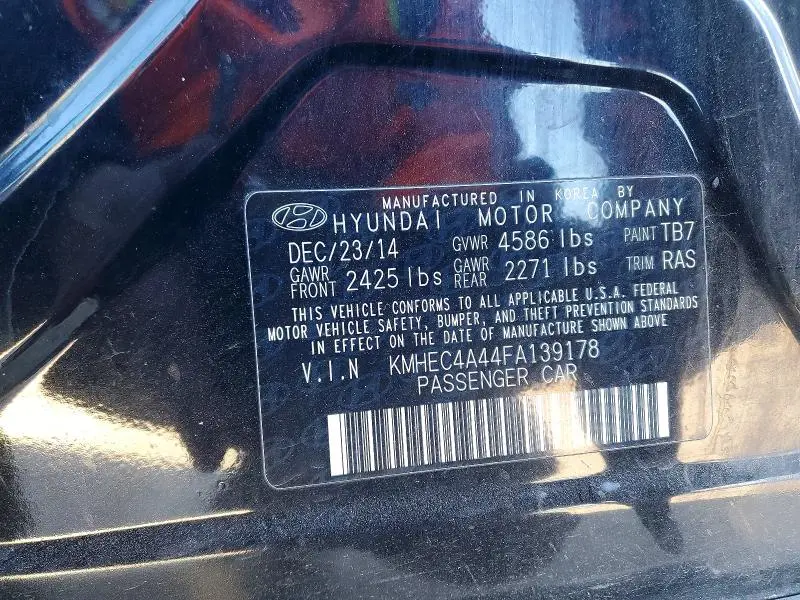 MANUFACTURED IN KOREA BY
HYUNDAI MOTOR COMPANY
DEC/23/14 GVWR 4586 lbs PAINT TB7
GAWR FRONT 2425 lbs GAWR REAR 2271 lbs TRIM RAS
THIS VEHICLE CONFORMS TO ALL APPLICABLE U.S.A. FEDERAL
MOTOR VEHICLE SAFETY, BUMPER, AND THEFT PREVENTION STANDARDS
IN EFFECT ON THE DATE OF MANUFACTURE SHOWN ABOVE
V.I.N KMHEC4A44FA139178
PASSENGER CAR